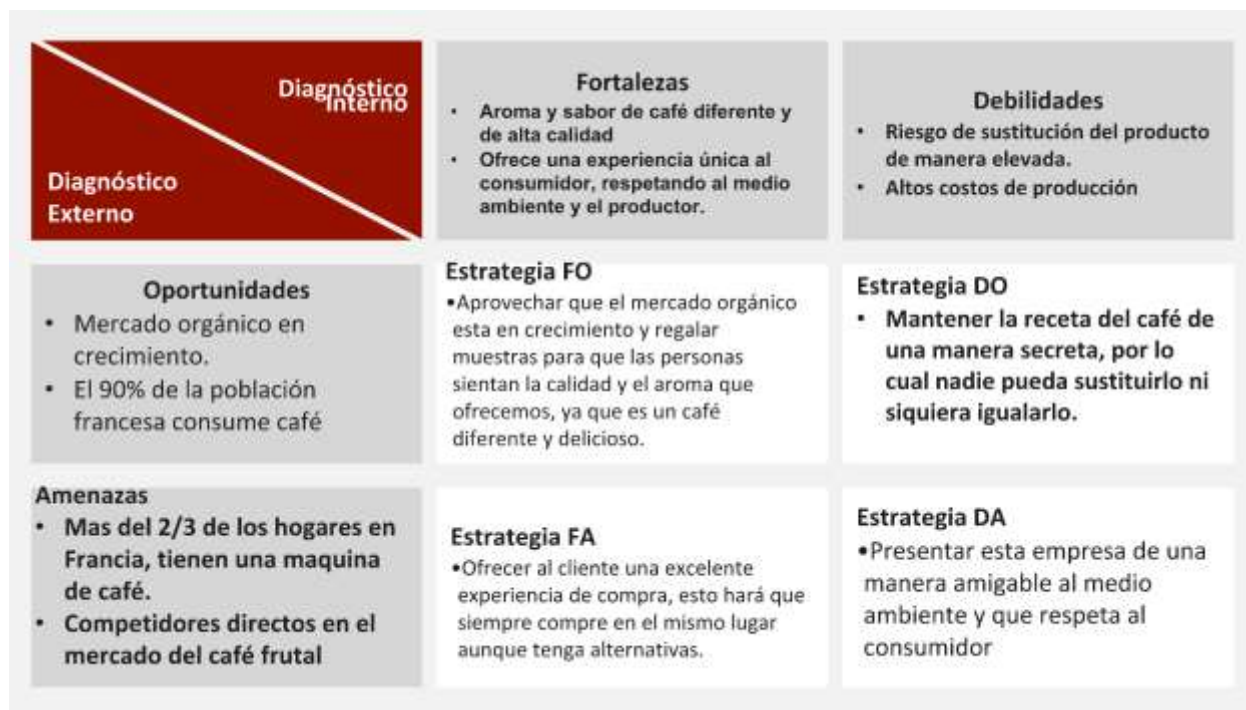 Diagnóstico
Interno
Diagnóstico
Externo
Fortalezas
• Aroma y sabor de café diferente y
de alta calidad
• Ofrece una experiencia única al
consumidor, respetando al medio
ambiente y el productor.
Debilidades
• Riesgo de sustitución del producto
de manera elevada.
• Altos costos de producción
Oportunidades
• Mercado orgánico en
crecimiento.
• El 90% de la población
francesa consume café
Estrategia FO
•Aprovechar que el mercado orgánico
esta en crecimiento y regalar
muestras para que las personas
sientan la calidad y el aroma que
ofrecemos, ya que es un café
diferente y delicioso.
Estrategia DO
• Mantener la receta del café de
una manera secreta, por lo
cual nadie pueda sustituirlo ni
siquiera igualarlo.
Amenazas
• Mas del 2/3 de los hogares en
Francia, tienen una maquina
de café.
• Competidores directos en el
mercado del café frutal
Estrategia FA
•Ofrecer al cliente una excelente
experiencia de compra, esto hará que
siempre compre en el mismo lugar
aunque tenga alternativas.
Estrategia DA
•Presentar esta empresa de una
manera amigable al medio
ambiente y que respeta al
consumidor